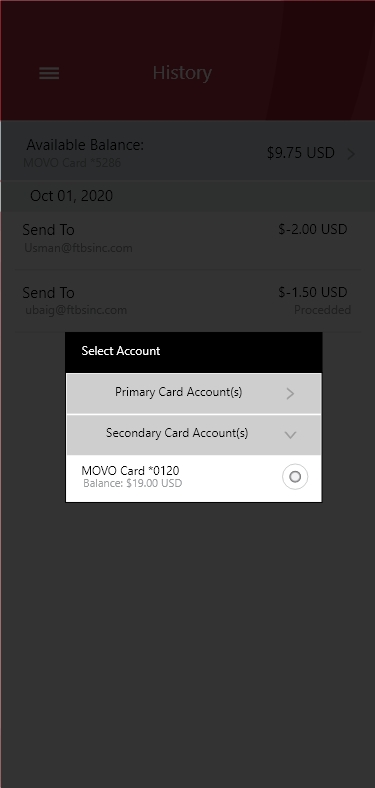 History
Available Balance:
MOVO Card *5286
$9.75 USD
Oct 01, 2020
Send To
$-2.00 USD
Usman@ftbsinc.com
Send To
$-1.50 USD
ubaig@ftbsinc.com
Procedded
Select Account
Primary Card Account(s)
Secondary Card Account(s)
MOVO Card *0120
Balance: $19.00 USD